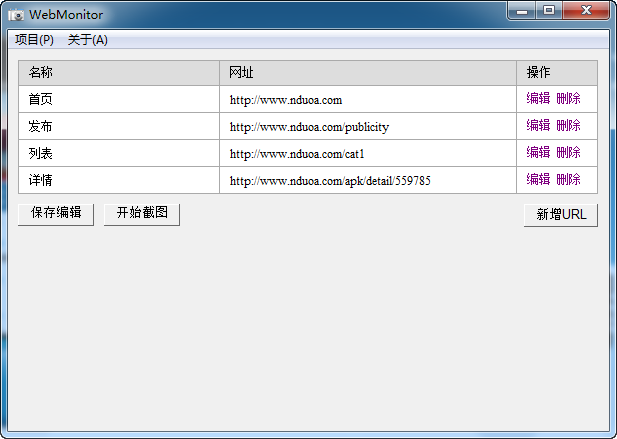 WebMonitor
项目(P) 关于(A)
名称 网址 操作
首页 http://www.nduoa.com 编辑 删除
发布 http://www.nduoa.com/publicity 编辑 删除
列表 http://www.nduoa.com/cat1 编辑 删除
详情 http://www.nduoa.com/apk/detail/559785 编辑 删除
保存编辑 开始截图 新增URL